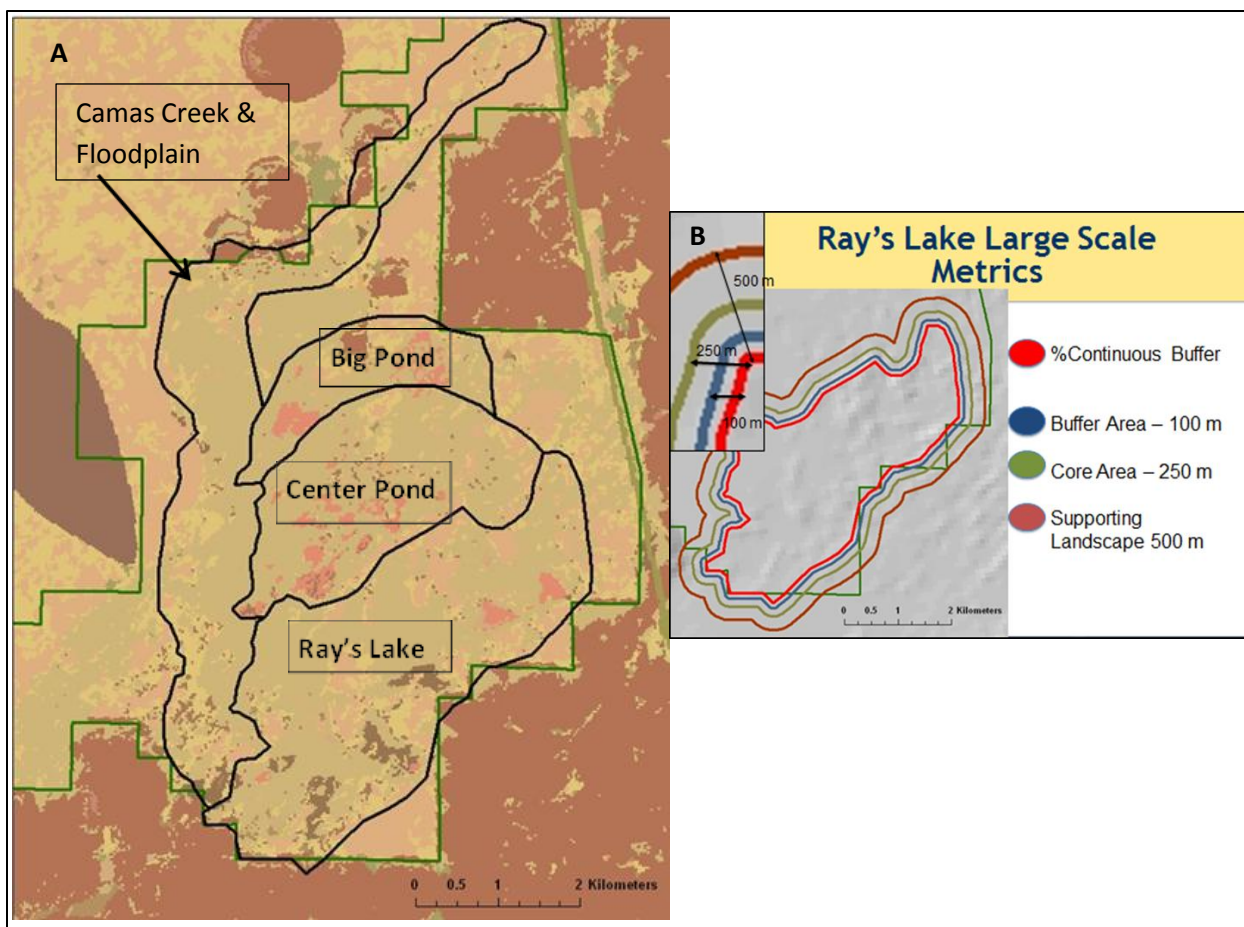 A
Camas Creek &
Floodplain
Big Pond
Center Pond
Ray's Lake
0 0.5 1 2 Kilometers
B
500 m
250 m
100 m
Ray's Lake Large Scale
Metrics
%Continuous Buffer
Buffer Area – 100 m
Core Area – 250 m
Supporting
Landscape 500 m
0 0.5 1 2 Kilometers